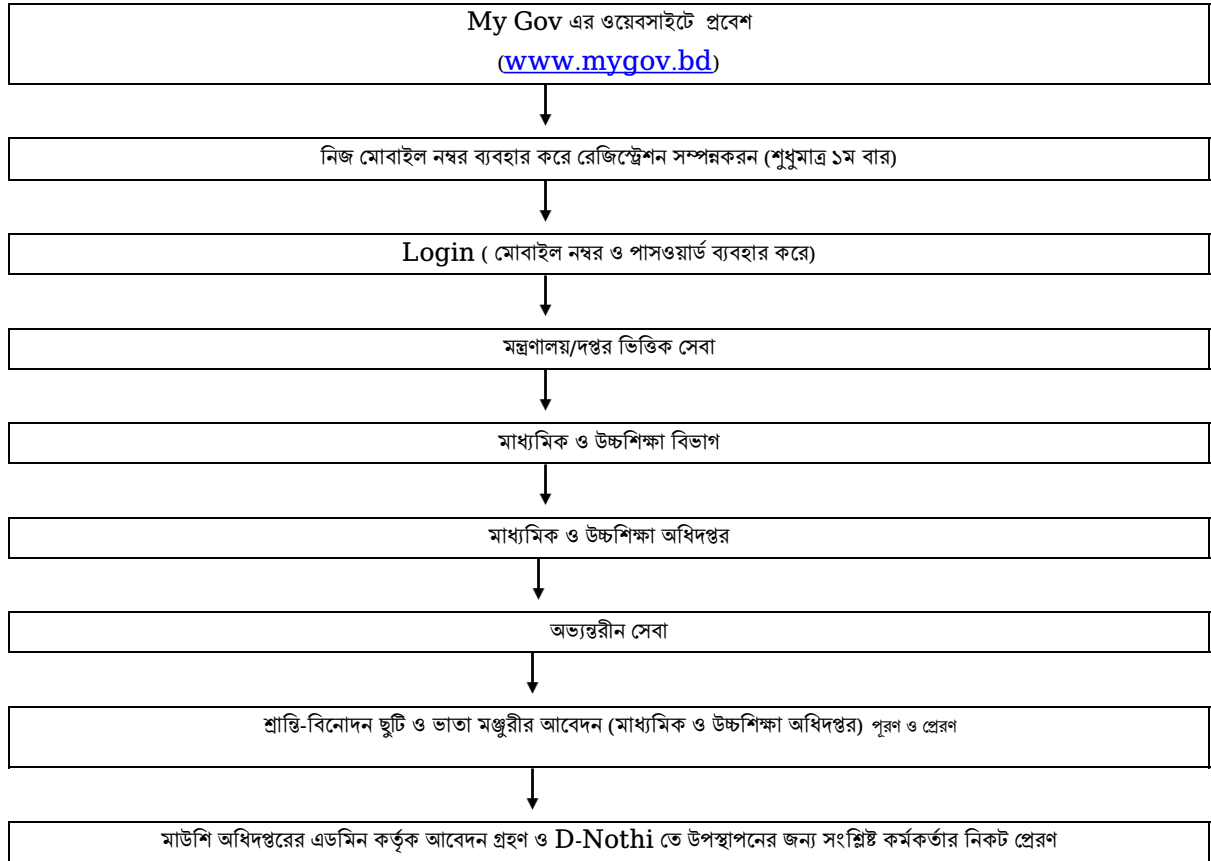 My Gov এর ওয়েবসাইটে প্রবেশ
(www.mygov.bd)
নিজ মোবাইল নম্বর ব্যবহার করে রেজিস্ট্রেশন সম্পন্নকরন (শুধুমাত্র ১ম বার)
Login ( মোবাইল নম্বর ও পাসওয়ার্ড ব্যবহার করে)
মন্ত্রণালয়/দপ্তর ভিত্তিক সেবা
মাধ্যমিক ও উচ্চশিক্ষা বিভাগ
মাধ্যমিক ও উচ্চশিক্ষা অধিদপ্তর
অভ্যন্তরীন সেবা
শ্রান্তি-বিনোদন ছুটি ও ভাতা মঞ্জুরীর আবেদন (মাধ্যমিক ও উচ্চশিক্ষা অধিদপ্তর) পূরণ ও প্রেরণ
মাউশি অধিদপ্তরের এডমিন কর্তৃক আবেদন গ্রহণ ও D-Nothi তে উপস্থাপনের জন্য সংশ্লিষ্ট কর্মকর্তার নিকট প্রেরণ